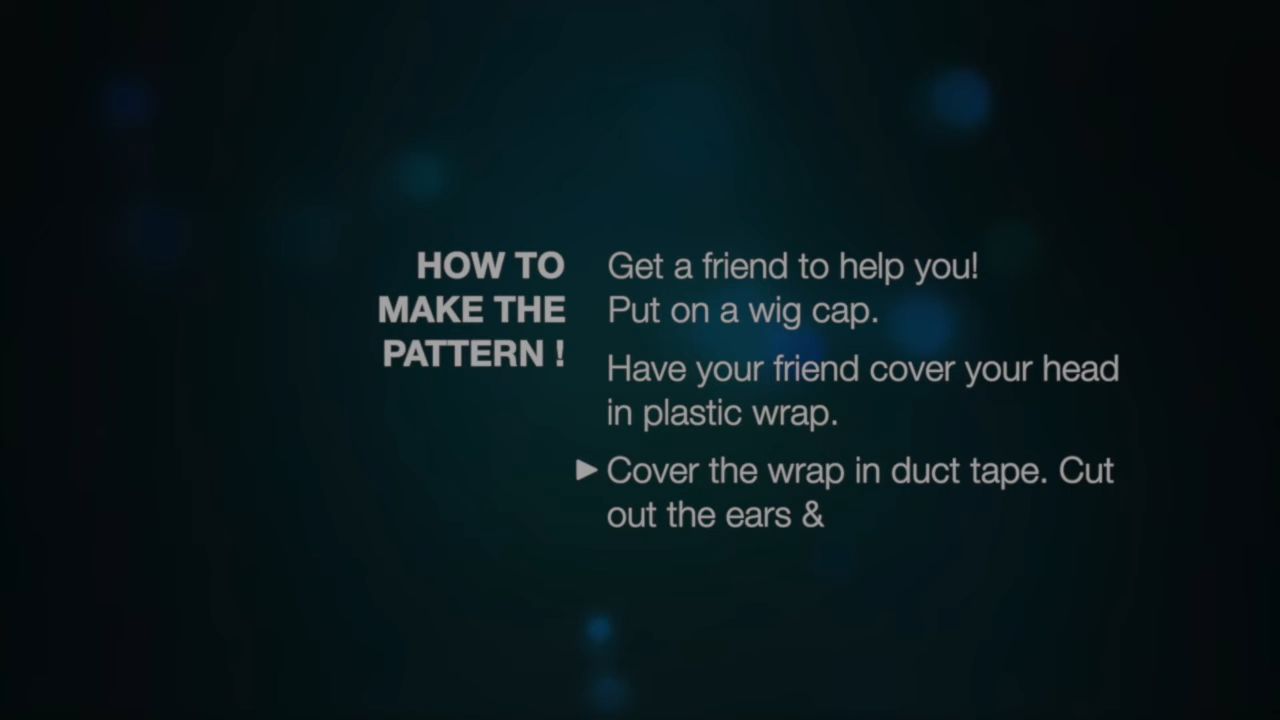 HOW TO
MAKE THE
PATTERN !
Get a friend to help you!
Put on a wig cap.
Have your friend cover your head
in plastic wrap.
►Cover the wrap in duct tape. Cut
out the ears &